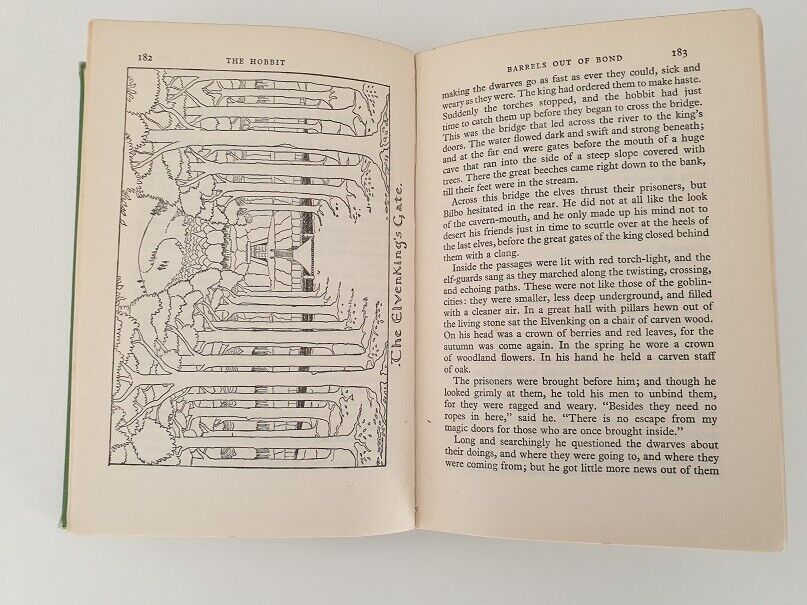 182
THE HOBBIT
The Elvenking's Gate.
BARRELS OUT OF BOND
183
making the dwarves go as fast as ever they could, sick and
weary as they were. The king had ordered them to make haste.
Suddenly the torches stopped, and the hobbit had just
time to catch them up before they began to cross the bridge.
This was the bridge that led across the river to the king's
doors. The water flowed dark and swift and strong beneath;
and at the far end were gates before the mouth of a huge
cave that ran into the side of a steep slope covered with
trees. There the great beeches came right down to the bank,
till their feet were in the stream.
Across this bridge the elves thrust their prisoners, but
Bilbo hesitated in the rear. He did not at all like the look
of the cavern-mouth, and he only made up his mind not to
desert his friends just in time to scuttle over at the heels of
the last elves, before the great gates of the king closed behind
them with a clang.
Inside the passages were lit with red torch-light, and the
elf-guards sang as they marched along the twisting, crossing,
and echoing paths. These were not like those of the goblin-
cities: they were smaller, less deep underground, and filled
with a cleaner air. In a great hall with pillars hewn out of
the living stone sat the Elvenking on a chair of carven wood.
On his head was a crown of berries and red leaves, for the
autumn was come again. In the spring he wore a crown
of woodland flowers. In his hand he held a carven staff
of oak.
The prisoners were brought before him; and though he
looked grimly at them, he told his men to unbind them,
for they were ragged and weary. "Besides they need no
ropes in here," said he. "There is no escape from my
magic doors for those who are once brought inside."
Long and searchingly he questioned the dwarves about
their doings, and where they were going to, and where they
were coming from; but he got little more news out of them